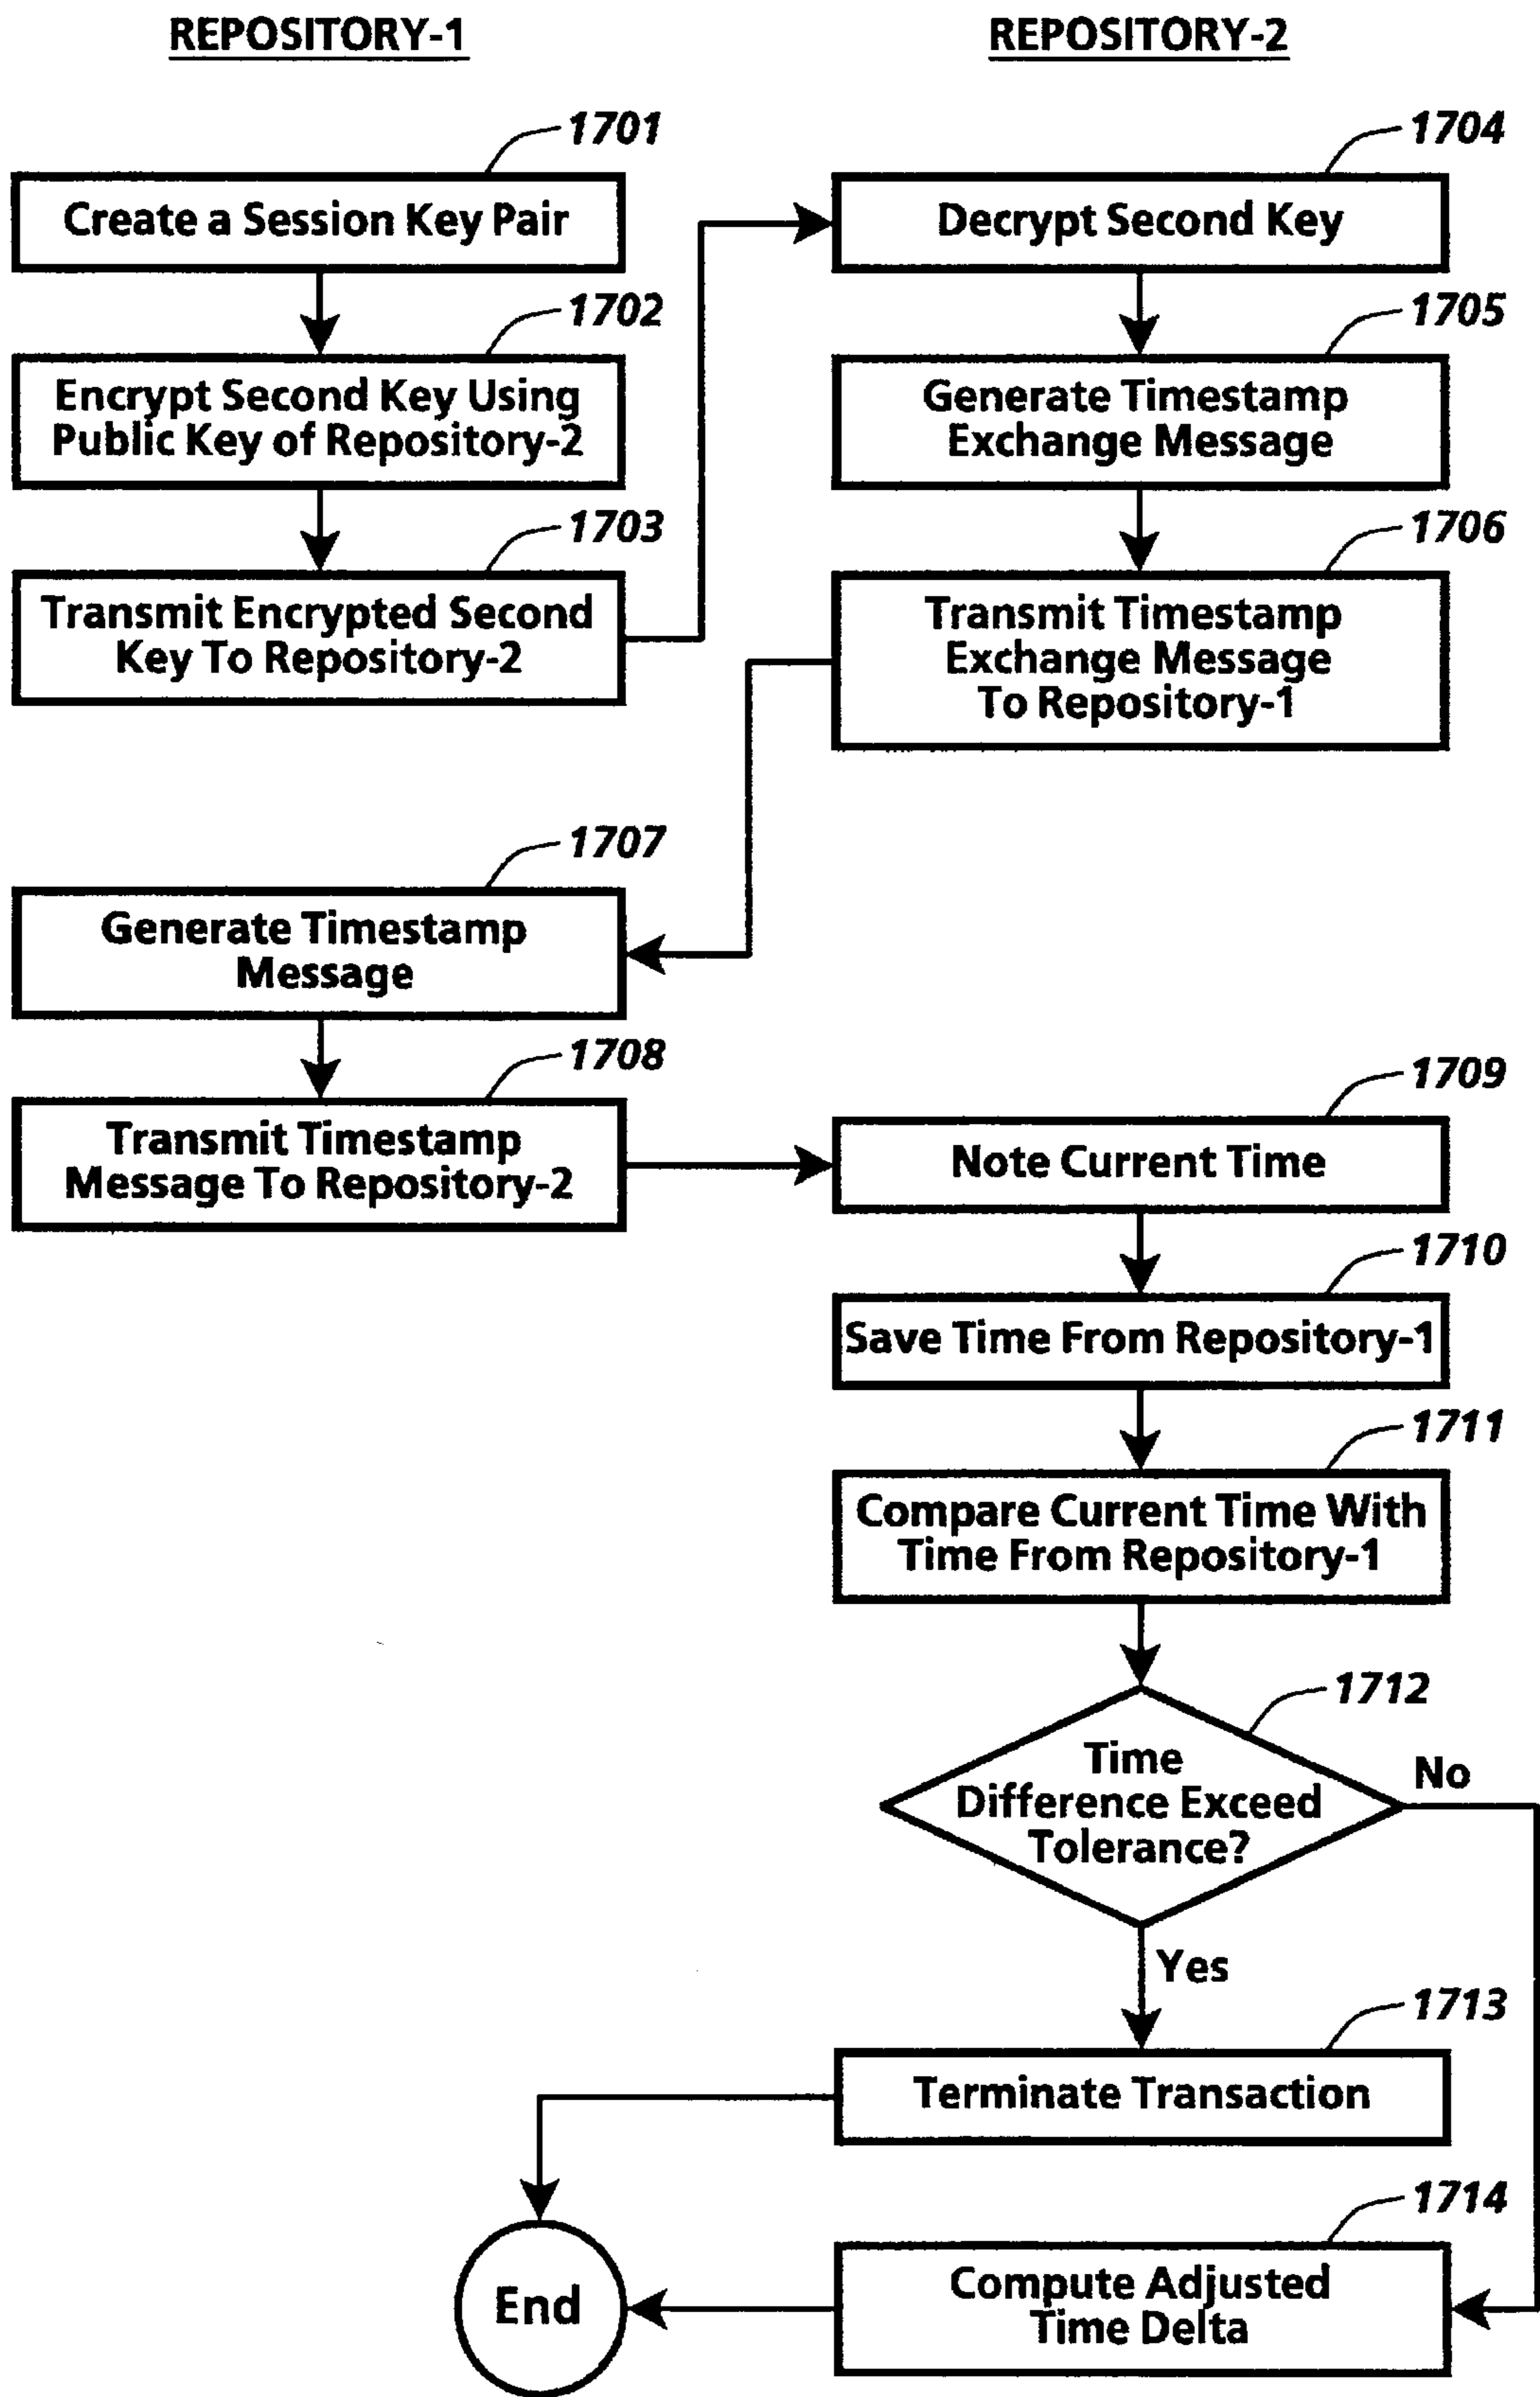 REPOSITORY-1
REPOSITORY-2
1701
Create a Session Key Pair
1702
Encrypt Second Key Using
Public Key of Repository-2
1703
Transmit Encrypted Second
Key To Repository-2
1704
Decrypt Second Key
1705
Generate Timestamp
Exchange Message
1706
Transmit Timestamp
Exchange Message
To Repository-1
1707
Generate Timestamp
Message
1708
Transmit Timestamp
Message To Repository-2
1709
Note Current Time
1710
Save Time From Repository-1
1711
Compare Current Time With
Time From Repository-1
1712
Time
Difference Exceed
Tolerance?
No
Yes
1713
Terminate Transaction
1714
Compute Adjusted
Time Delta
End